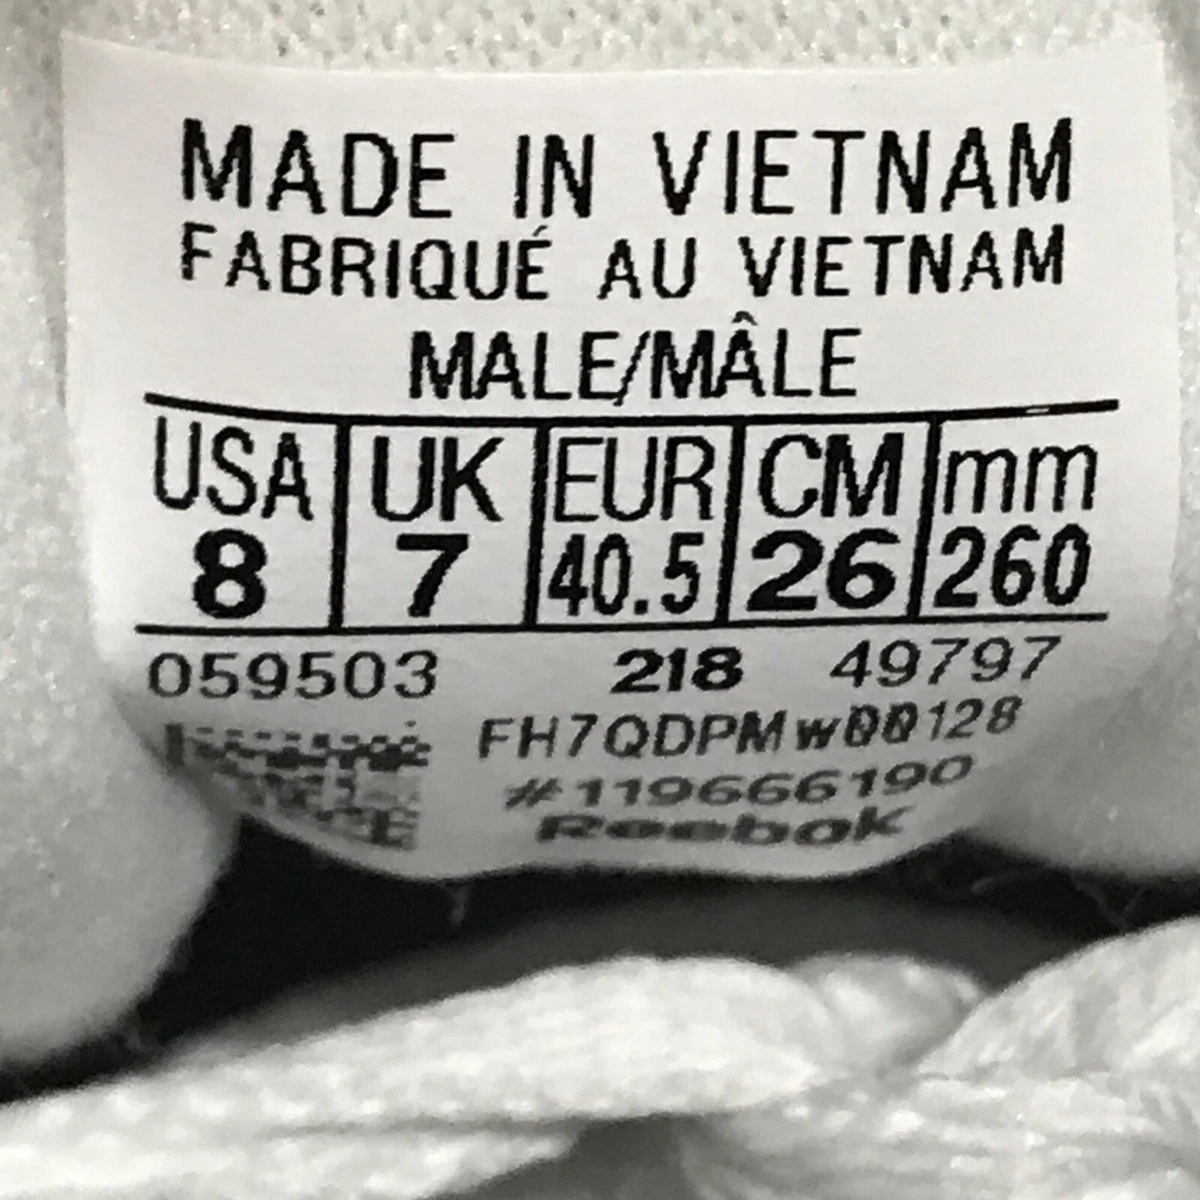 MADE IN VIETNAM
FABRIQUÉ AU VIETNAM
MALE/MÂLE
USA UK EUR CM mm
8 7 40.5 26 260
059503 218 49797
FH7QDPMw00128
#119666190
Reebok